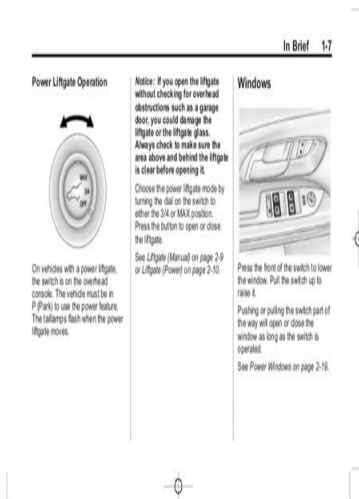 In Brief 1-7
Power Liftgate Operation
MAX
3/4
OFF
On vehicles with a power liftgate,
the switch is on the overhead
console. The vehicle must be in
P (Park) to use the power feature.
The taillamps flash when the power
liftgate moves.
Notice: If you open the liftgate
without checking for overhead
obstructions such as a garage
door, you could damage the
liftgate or the liftgate glass.
Always check to make sure the
area above and behind the liftgate
is clear before opening it.
Choose the power liftgate mode by
turning the dial on the switch to
either the 3/4 or MAX position.
Press the button to open or close
the liftgate.
See Liftgate (Manual) on page 2-9
or Liftgate (Power) on page 2-10.
Windows
Press the front of the switch to lower
the window. Pull the switch up to
raise it.
Pushing or pulling the switch part of
the way will open or close the
window as long as the switch is
operated.
See Power Windows on page 2-19.